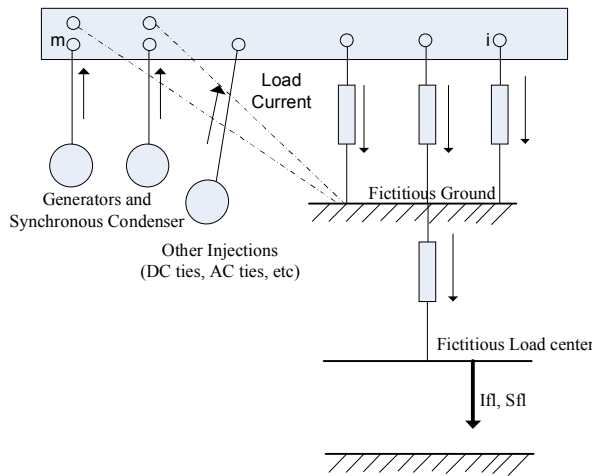 m
i
Load
Current
Generators and
Synchronous Condenser
Fictitious Ground
Other Injections
(DC ties, AC ties, etc)
Fictitious Load center
Ifl, Sfl